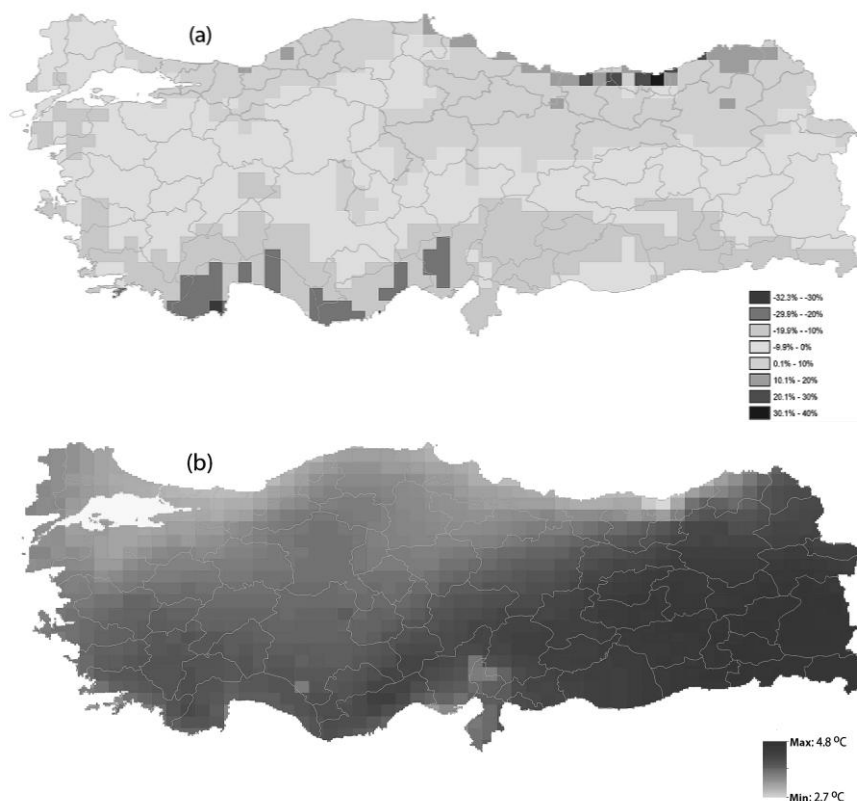 (a)
-32.3% - -30%
-29.9% - -20%
-19.9% - -10%
-9.9% - 0%
0.1% - 10%
10.1% - 20%
20.1% - 30%
30.1% - 40%
(b)
Max: 4.8 ºC
Min: 2.7 ºC